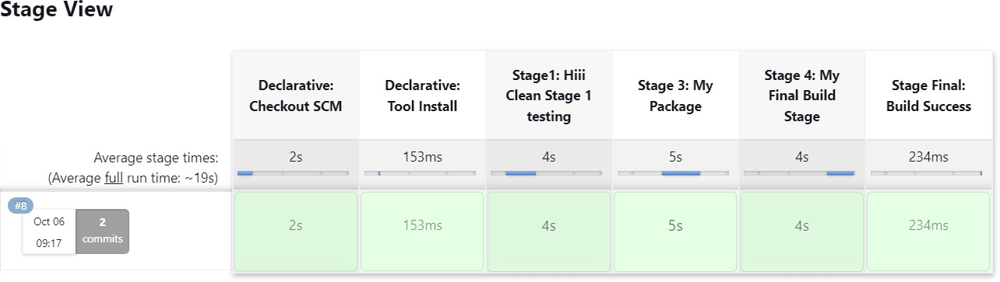 Stage View
Declarative:
Checkout SCM
Declarative:
Tool Install
Stage1: Hiii
Clean Stage 1
testing
Stage 3: My
Package
Stage 4: My
Final Build
Stage
Stage Final:
Build Success
Average stage times:
(Average full run time: ~19s)
2s
153ms
4s
5s
4s
234ms
#8
Oct 06
09:17
2
commits
2s
153ms
4s
5s
4s
234ms